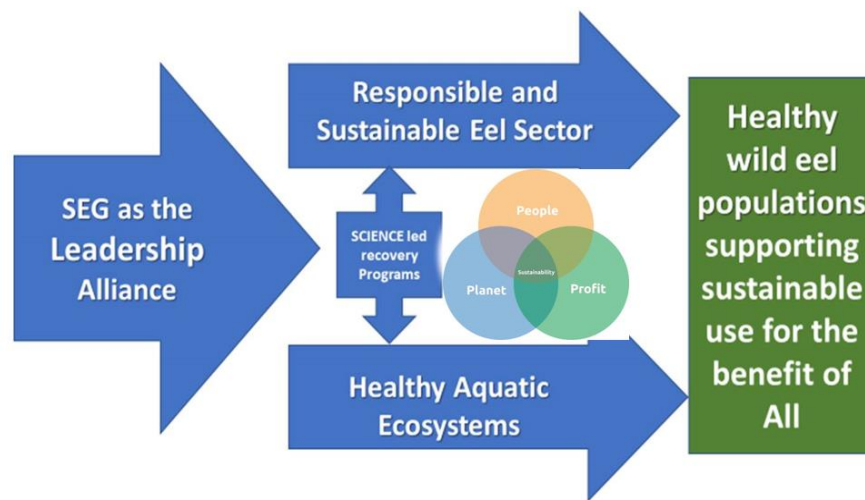 SEG as the
Leadership
Alliance
Responsible and
Sustainable Eel Sector
SCIENCE led
recovery
Programs
People
Sustainability
Planet
Profit
Healthy Aquatic
Ecosystems
Healthy
wild eel
populations
supporting
sustainable
use for the
benefit of
All